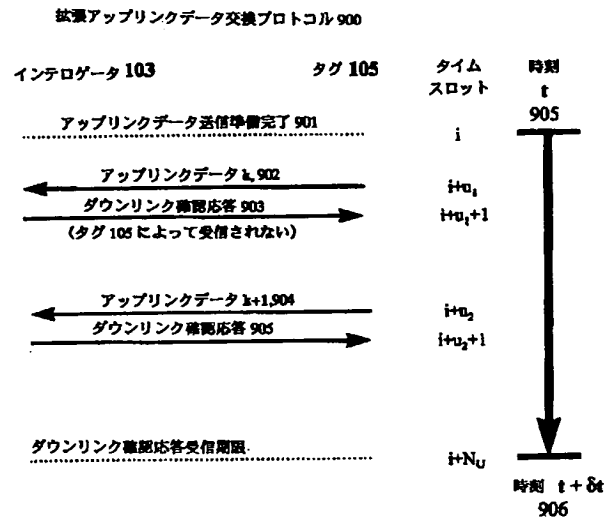 拡張アップリンクデータ交換プロトコル 900
インテロゲータ 103 タグ 105 タイムスロット 時刻 t 905
アップリンクデータ送信準備完了 901 i
アップリンクデータ k, 902 i+u1
ダウンリンク確認応答 903 i+u1+1
(タグ 105 によって受信されない)
アップリンクデータ k+1,904 i+u2
ダウンリンク確認応答 905 i+u2+1
ダウンリンク確認応答受信期限 i+NU
時刻 t + δt
906